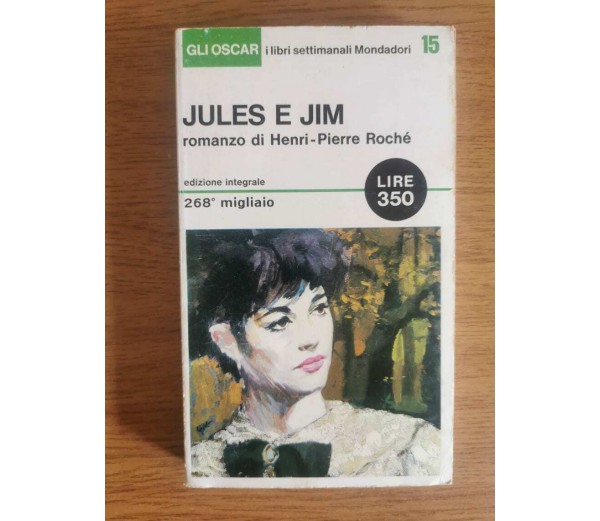 GLI OSCAR i libri settimanali Mondadori 15
JULES E JIM
romanzo di Henri-Pierre Roché
edizione integrale
LIRE
350
268° migliaio